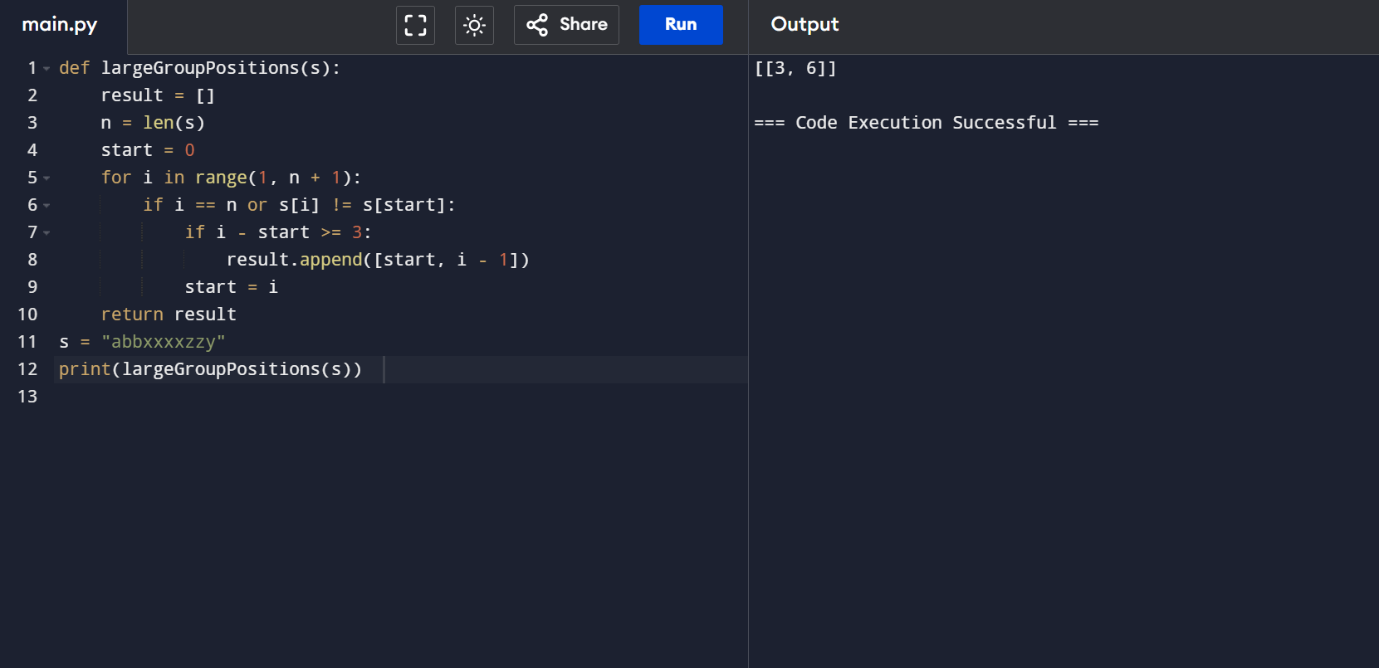 main.py
Share
Run
Output
1 def largeGroupPositions(s):
2     result = []
3     n = len(s)
4     start = 0
5     for i in range(1, n + 1):
6         if i == n or s[i] != s[start]:
7             if i - start >= 3:
8                 result.append([start, i - 1])
9             start = i
10     return result
11 s = "abbxxxxzzy"
12 print(largeGroupPositions(s))
13
[[3, 6]]
=== Code Execution Successful ===